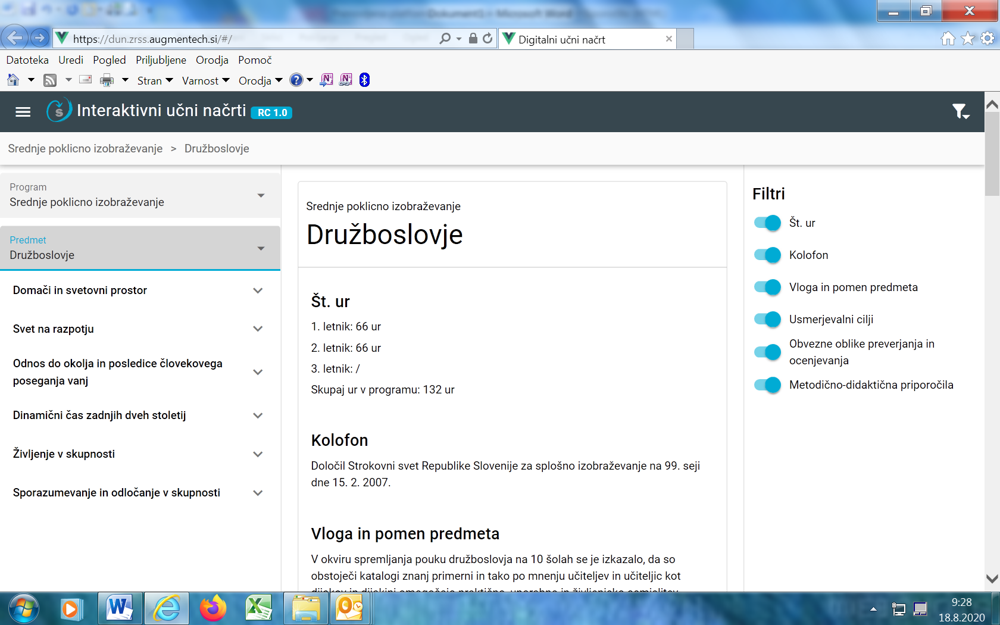 https://dun.zrss.augmentech.si/#/
Digitalni učni načrt
Datoteka Uredi Pogled Priljubljene Orodja Pomoč
Stran Varnost Orodja
Interaktivni učni načrti RC 1.0
Srednje poklicno izobraževanje > Družboslovje
Program
Srednje poklicno izobraževanje
Predmet
Družboslovje
Domači in svetovni prostor
Svet na razpotju
Odnos do okolja in posledice človekovega
poseganja vanj
Dinamični čas zadnjih dveh stoletij
Življenje v skupnosti
Sporazumevanje in odločanje v skupnosti
Srednje poklicno izobraževanje
Družboslovje
Št. ur
1. letnik: 66 ur
2. letnik: 66 ur
3. letnik: /
Skupaj ur v programu: 132 ur
Kolofon
Določil Strokovni svet Republike Slovenije za splošno izobraževanje na 99. seji
dne 15. 2. 2007.
Vloga in pomen predmeta
V okviru spremljanja pouku družboslovja na 10 šolah se je izkazalo, da so
obstoječi katalogi znanj primerni in tako po mnenju učiteljev in učiteljic kot
Filtri
Št. ur
Kolofon
Vloga in pomen predmeta
Usmerjevalni cilji
Obvezne oblike preverjanja in
ocenjevanja
Metodično-didaktična priporočila
9:28
18.8.2020